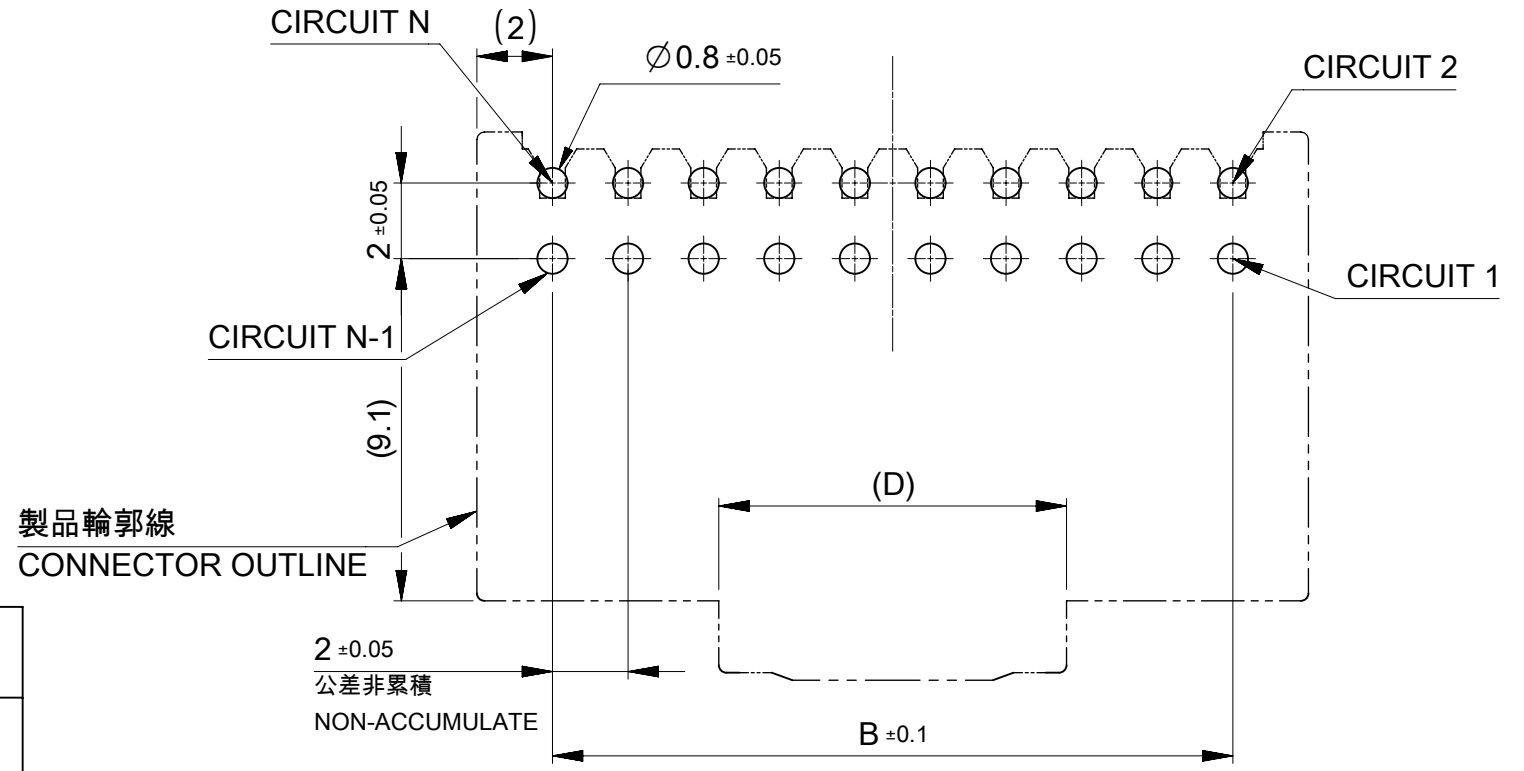 CIRCUIT N
(2)
∅0.8 ±0.05
CIRCUIT 2
2 ±0.05
CIRCUIT 1
CIRCUIT N-1
(9.1)
(D)
製品輪郭線
CONNECTOR OUTLINE
2 ±0.05
公差非累積
NON-ACCUMULATE
B ±0.1